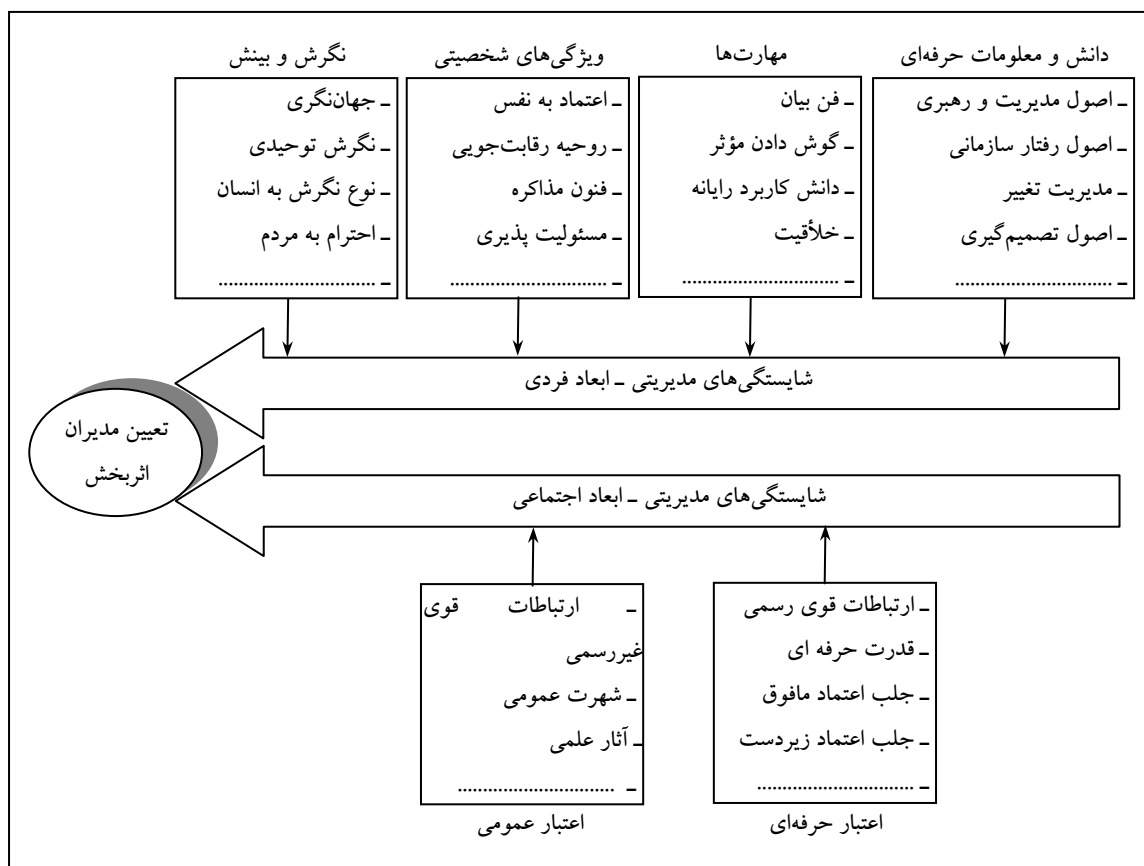 دانش و معلومات حرفه‌ای
ـ اصول مدیریت و رهبری
ـ اصول رفتار سازمانی
ـ مدیریت تغییر
ـ اصول تصمیم‌گیری
ـ ...............................
مهارت‌ها
ـ فن بیان
ـ گوش دادن مؤثر
ـ دانش کاربرد رایانه
ـ خلأقیت
ـ ...............................
ویژگی‌های شخصیتی
ـ اعتماد به نفس
ـ روحیه رقابت‌جویی
ـ فنون مذاکره
ـ مسئولیت پذیری
ـ ...............................
نگرش و بینش
ـ جهان‌نگری
ـ نگرش توحیدی
ـ نوع نگرش به انسان
ـ احترام به مردم
ـ ...............................
شایستگی‌های مدیریتی ـ ابعاد فردی
تعیین مدیران
اثربخش
شایستگی‌های مدیریتی ـ ابعاد اجتماعی
ـ ارتباطات قوی رسمی
ـ قدرت حرفه ای
ـ جلب اعتماد مافوق
ـ جلب اعتماد زیردست
ـ ...............................
اعتبار حرفه‌ای
ـ ارتباطات قوی
غیررسمی
ـ شهرت عمومی
ـ آثار علمی
ـ ...............................
اعتبار عمومی